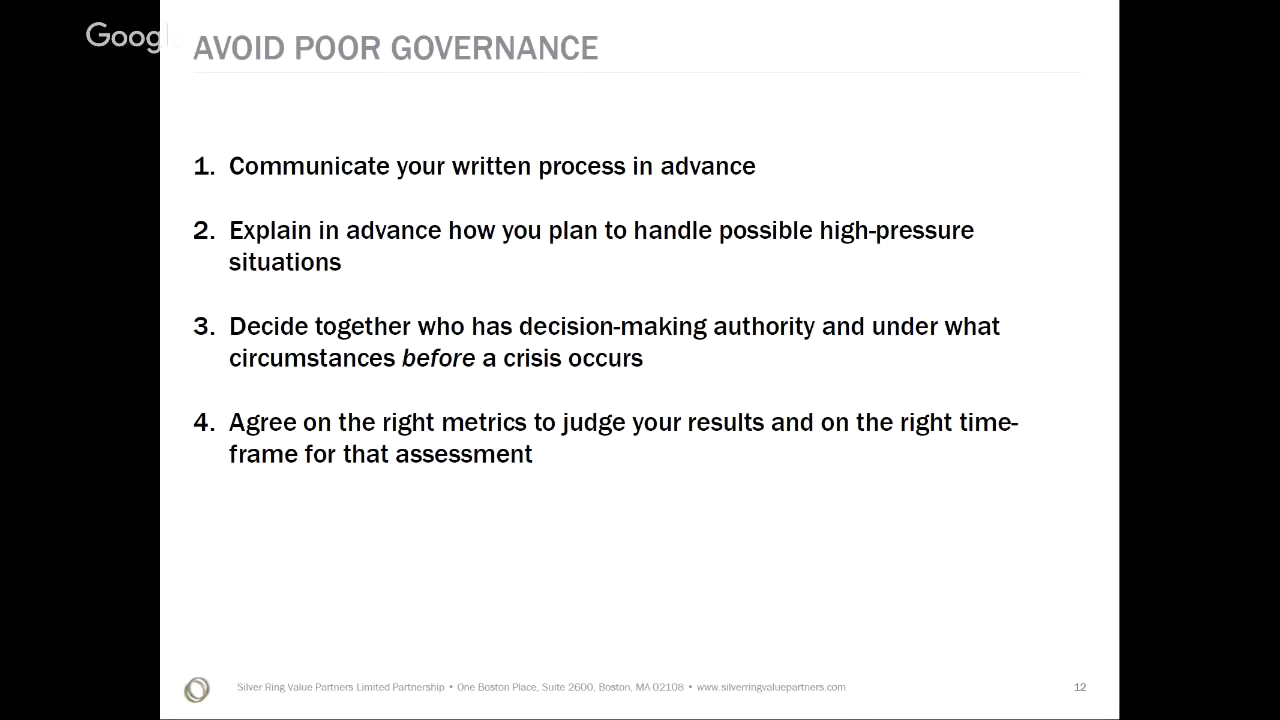 Google
AVOID POOR GOVERNANCE
1. Communicate your written process in advance
2. Explain in advance how you plan to handle possible high-pressure
situations
3. Decide together who has decision-making authority and under what
circumstances before a crisis occurs
4. Agree on the right metrics to judge your results and on the right time-
frame for that assessment
Silver Ring Value Partners Limited Partnership • One Boston Place, Suite 2600, Boston, MA 02108 • www.silverringvaluepartners.com
12